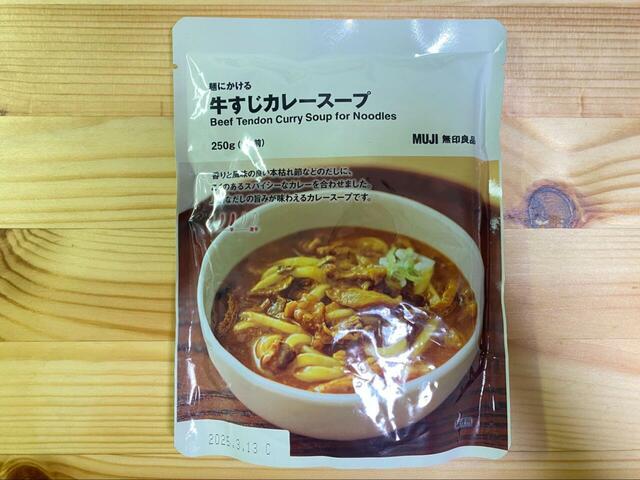 麺にかける
牛すじカレースープ
Beef Tendon Curry Soup for Noodles
250g( 前)
MUJI 無印良品
香りと風味の良い本枯れ節などのだしに、
のあるスパイシーなカレーを合わせました。
なだしの旨みが味わえるカレースープです。
2025.3.13 C